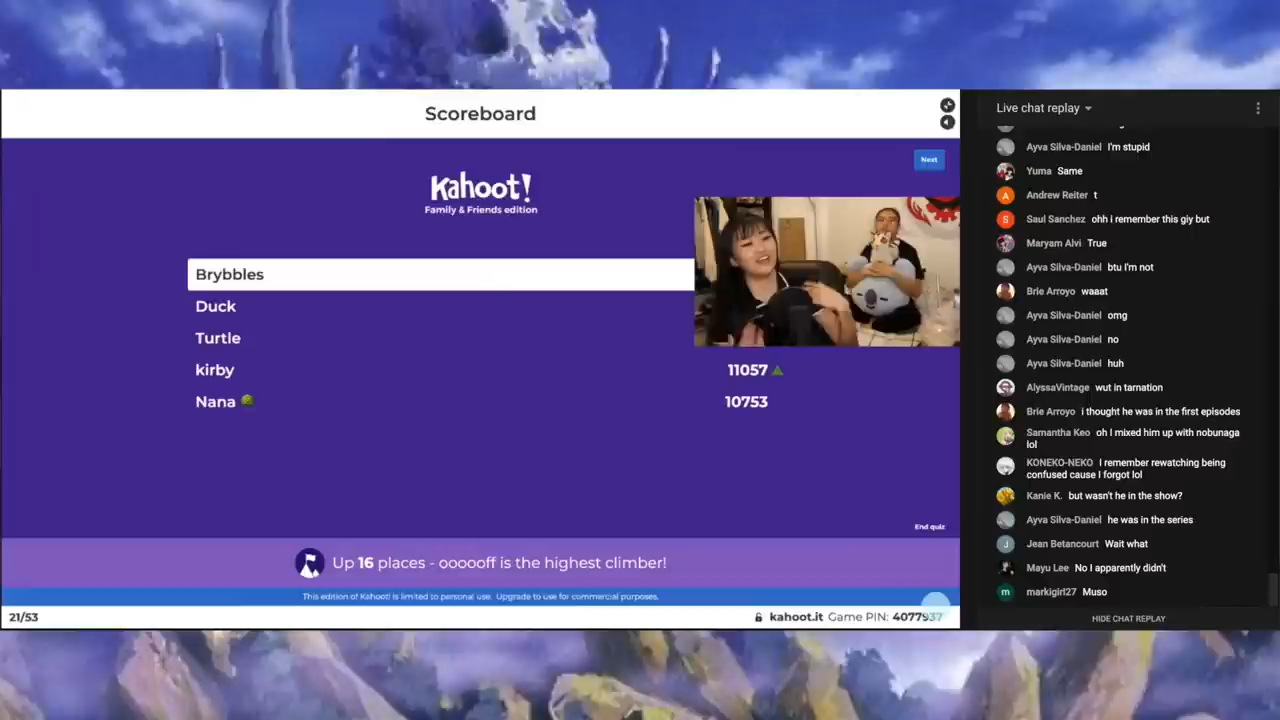 Scoreboard
Next
Kahoot!
Family & Friends edition
Brybbles
Duck
Turtle
kirby 11057
Nana 10753
End quiz
Up 16 places - oooooff is the highest climber!
This edition of Kahoot! is limited to personal use. Upgrade to use for commercial purposes.
21/53
kahoot.it Game PIN: 4077937
Live chat replay
Ayva Silva-Daniel I'm stupid
Yuma Same
A Andrew Reiter t
S Saul Sanchez ohh I remember this giy but
Maryam Alvi True
Ayva Silva-Daniel btu I'm not
Brie Arroyo waaat
Ayva Silva-Daniel omg
Ayva Silva-Daniel no
Ayva Silva-Daniel huh
AlyssaVintage wut in tarnation
Brie Arroyo i thought he was in the first episodes
Samantha Keo oh I mixed him up with nobunaga
lol
KONEKO-NEKO I remember rewatching being
confused cause I forgot lol
Kanie K. but wasn't he in the show?
Ayva Silva-Daniel he was in the series
J Jean Betancourt Wait what
Mayu Lee No I apparently didn't
m markigirl27 Muso
HIDE CHAT REPLAY